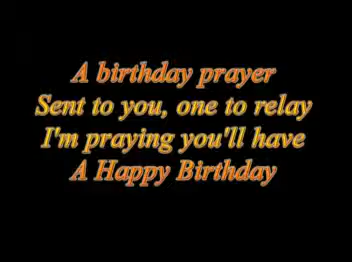 A birthday prayer
Sent to you, one to relay
I'm praying you'll have
A Happy Birthday